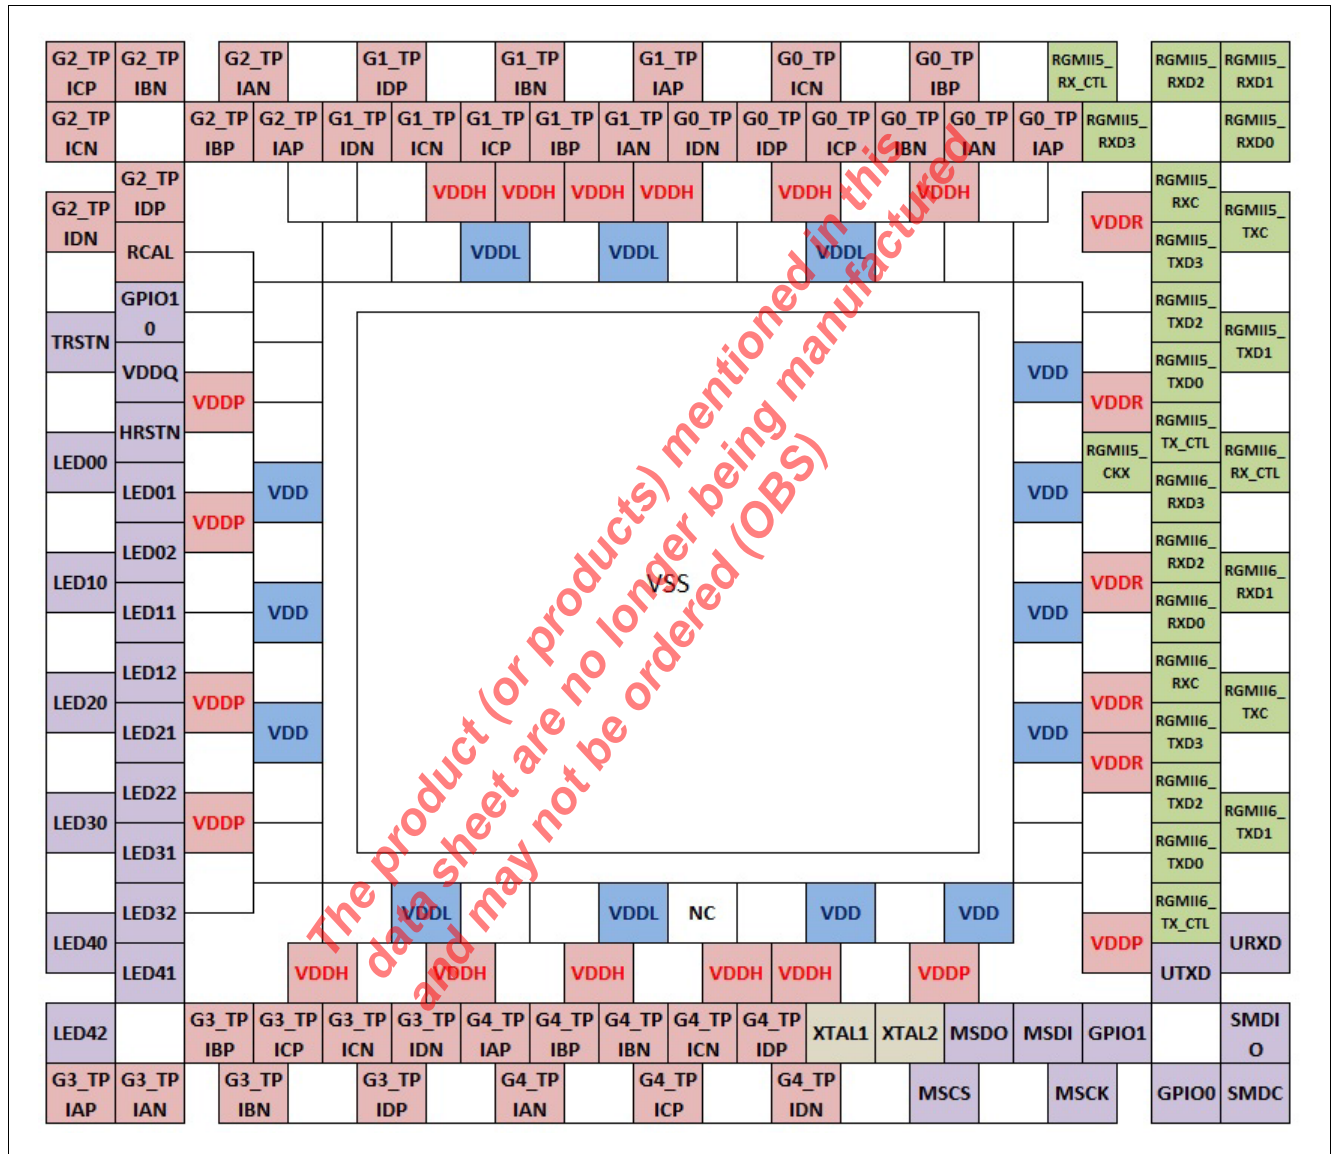 G2_TP G2_TP G2_TP G1_TP G1_TP G1_TP G0_TP G0_TP RGMII5_ RGMII5_ RGMII5_
ICP IBN IAN IDP IBN IAP ICN IBP RX_CTL RXD2 RXD1
G2_TP G2_TP G2_TP G1_TP G1_TP G1_TP G1_TP G1_TP G0_TP G0_TP G0_TP G0_TP G0_TP G0_TP RGMII5_ RGMII5_
ICN IBP IAP IDN ICN ICP IBP IAN IDN IDP ICP IBN IAN IAP RXD3 RXD0
G2_TP
IDP
VDDH VDDH VDDH VDDH VDDH VDDH
RGMII5_
RXC
G2_TP
IDN
VDDR
RGMII5_
TXC
RCAL
VDDL VDDL VDDL
RGMII5_
TXD3
GPIO1
0
RGMII5_
TXD2
TRSTN
RGMII5_
TXD1
VDDQ
VDD
RGMII5_
TXD0
VDDP
VDDR
HRSTN
RGMII5_
TX_CTL
LED00
RGMII5_
CKX
RGMII6_
RX_CTL
LED01
VDD
VDD
RGMII6_
RXD3
VDDP
LED02
RGMII6_
RXD2
LED10
VSS
VDDR
RGMII6_
RXD1
LED11
VDD
VDD
RGMII6_
RXD0
LED12
RGMII6_
RXC
LED20
VDDP
VDDR
RGMII6_
TXC
LED21
VDD
VDD
RGMII6_
TXD3
VDDR
LED22
RGMII6_
TXD2
LED30
VDDP
RGMII6_
TXD1
LED31
RGMII6_
TXD0
LED32
VDDL VDDL NC VDD VDD
RGMII6_
TX_CTL
LED40
VDDP
URXD
LED41
VDDH VDDH VDDH VDDH VDDH VDDP
UTXD
LED42 G3_TP G3_TP G3_TP G3_TP G4_TP G4_TP G4_TP G4_TP G4_TP XTAL1 XTAL2 MSDO MSDI GPIO1 SMDI
IBP ICP ICN IDN IAP IBP IBN ICN IDP O
G3_TP G3_TP G3_TP G3_TP G4_TP G4_TP G4_TP MSCS MSCK GPIO0 SMDC
IAP IAN IBN IDP IAN ICP IDN
The product (or products) mentioned in this
data sheet are no longer being manufactured
and may not be ordered (OBS)